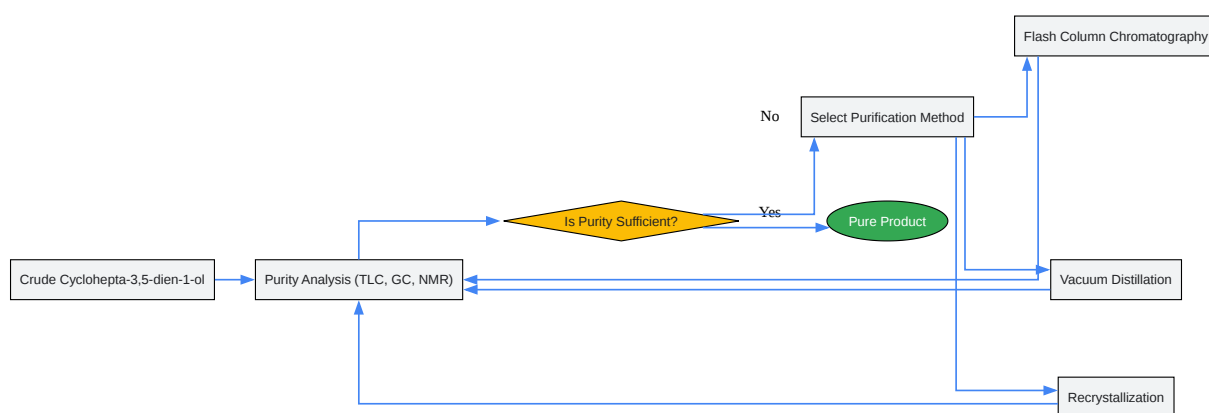 Flash Column Chromatography
No
Select Purification Method
Is Purity Sufficient?
Yes
Pure Product
Crude Cyclohepta-3,5-dien-1-ol
Purity Analysis (TLC, GC, NMR)
Vacuum Distillation
Recrystallization